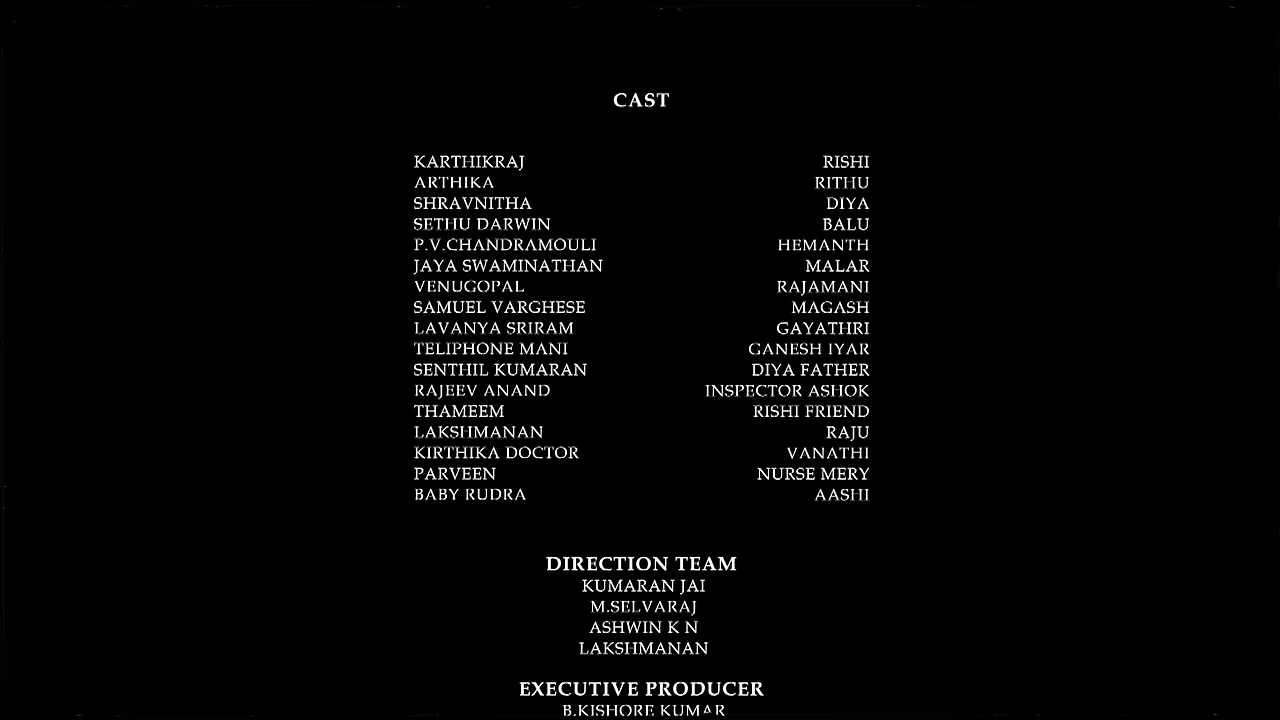 CAST
KARTHIKRAJ RISHI
ARTHIKA RITHU
SHRAVNITHA DIYA
SETHU DARWIN BALU
P.V.CHANDRAMOULI HEMANTH
JAYA SWAMINATHAN MALAR
VENUGOPAL RAJAMANI
SAMUEL VARGHESE MAGASH
LAVANYA SRIRAM GAYATHRI
TELIPHONE MANI GANESH IYAR
SENTHIL KUMARAN DIYA FATHER
RAJEEV ANAND INSPECTOR ASHOK
THAMEEM RISHI FRIEND
LAKSHMANAN RAJU
KIRTHIKA DOCTOR VANATHI
PARVEEN NURSE MERY
BABY RUDRA AASHI
DIRECTION TEAM
KUMARAN JAI
M.SELVARAJ
ASHWIN K N
LAKSHMANAN
EXECUTIVE PRODUCER
B.KISHORE KUMAR